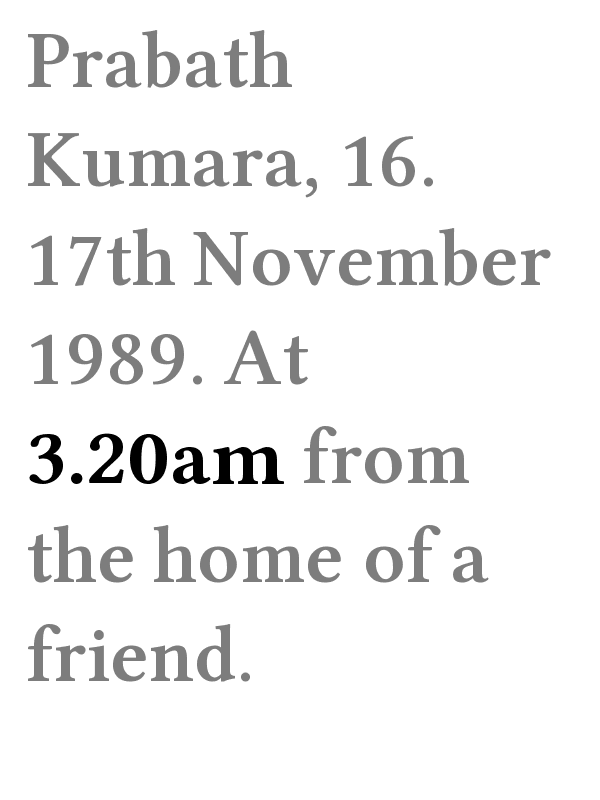 Prabath
Kumara, 16.
17th November
1989. At
3.20am from
the home of a
friend.